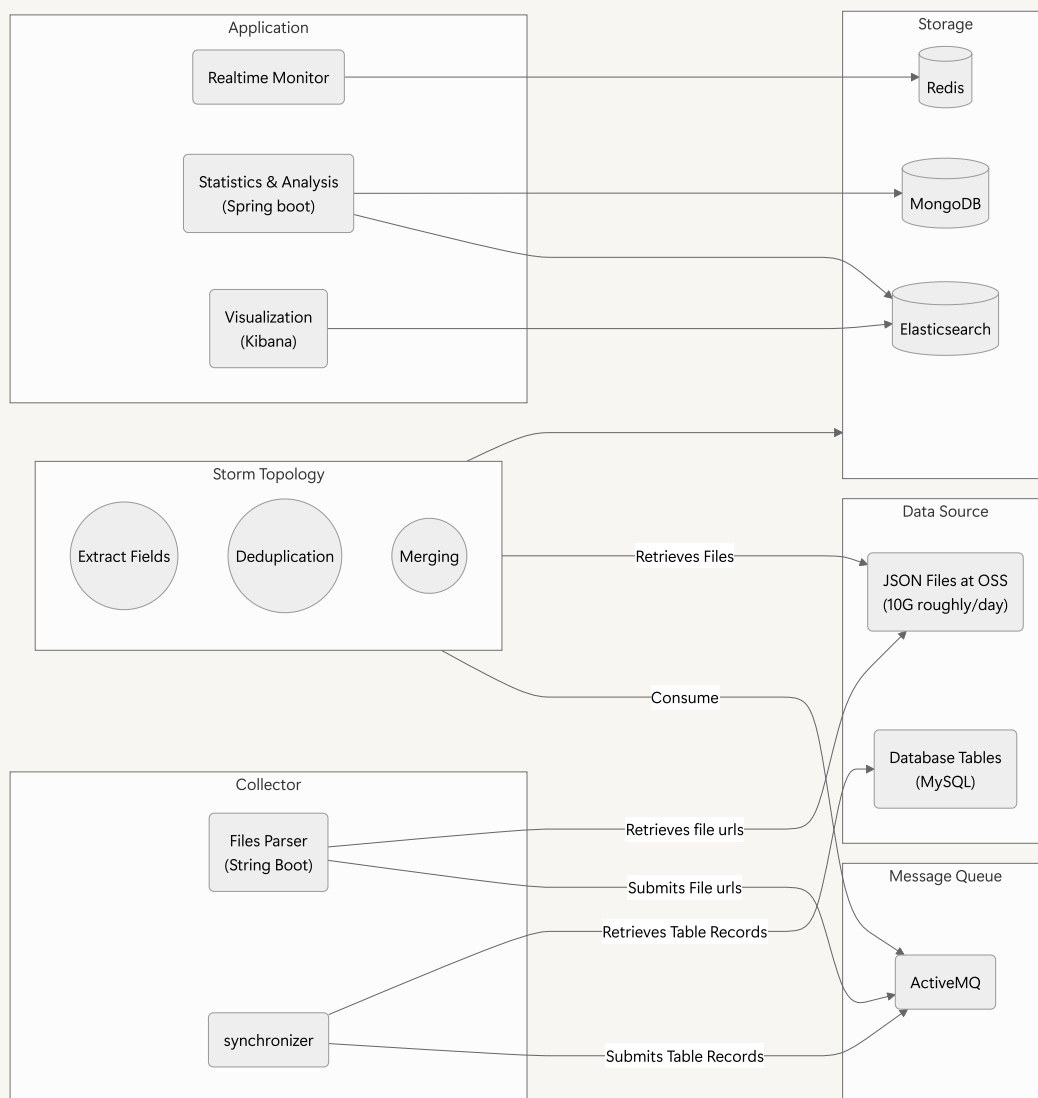 Application
Realtime Monitor
Statistics & Analysis
(Spring boot)
Visualization
(Kibana)
Storage
Redis
MongoDB
Elasticsearch
Storm Topology
Extract Fields
Deduplication
Merging
Retrieves Files
Consume
Data Source
JSON Files at OSS
(10G roughly/day)
Database Tables
(MySQL)
Collector
Files Parser
(String Boot)
synchronizer
Retrieves file urls
Submits File urls
Retrieves Table Records
Submits Table Records
Message Queue
ActiveMQ